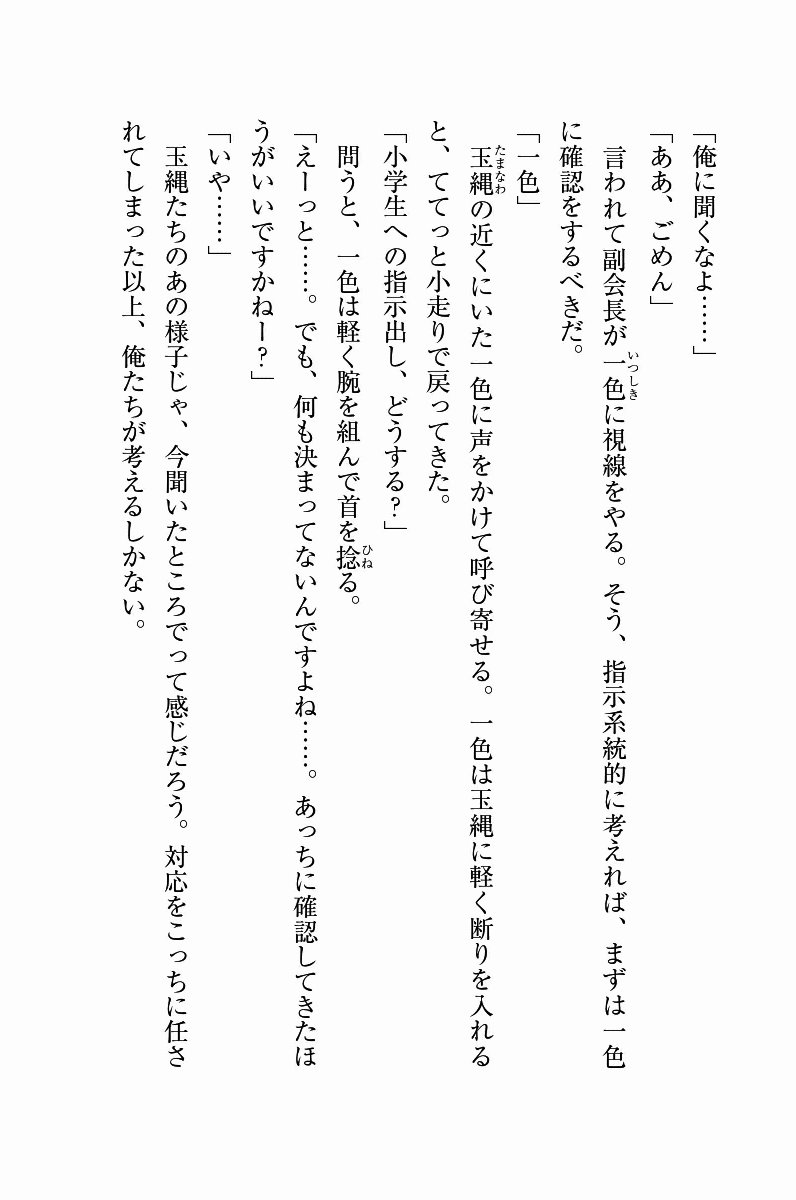 「俺に聞くなよ……」
「ああ、ごめん」
言われて副会長が一色に視線をやる。そう、指示系統的に考えれば、まずは一色
に確認をするべきだ。
「一色」
玉縄の近くにいた一色に声をかけて呼び寄せる。一色は玉縄に軽く断りを入れる
と、ててっと小走りで戻ってきた。
「小学生への指示出し、どうする？」
問うと、一色は軽く腕を組んで首を捻る。
「えーっと……。でも、何も決まってないんですよね……。あっちに確認してきたほ
うがいいですかねー？」
「いや……」
玉縄たちのあの様子じゃ、今聞いたところでって感じだろう。対応をこっちに任さ
れてしまった以上、俺たちが考えるしかない。
いつしき
たまなわ
ひね